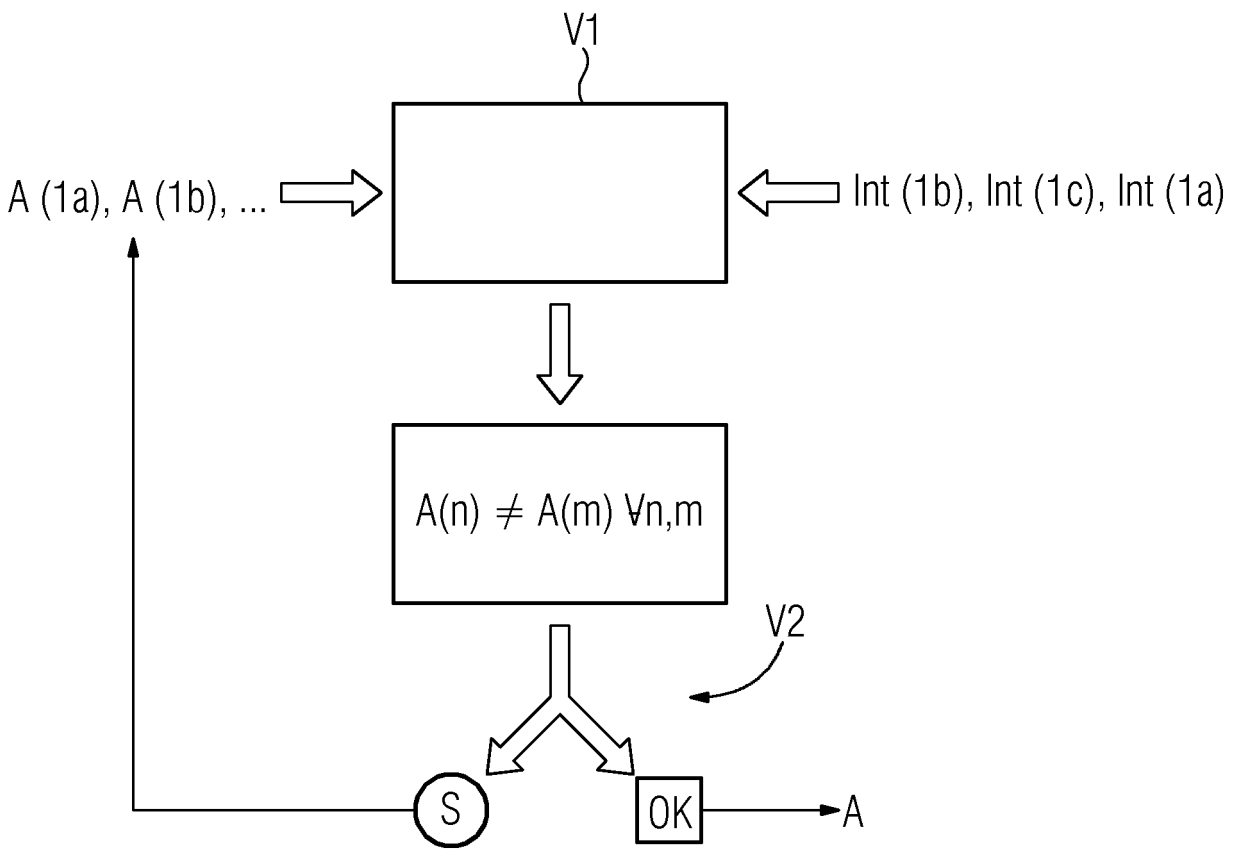 V1
A (1a), A (1b), ...
Int (1b), Int (1c), Int (1a)
A(n) ≠ A(m) ∀n,m
V2
S
OK
A